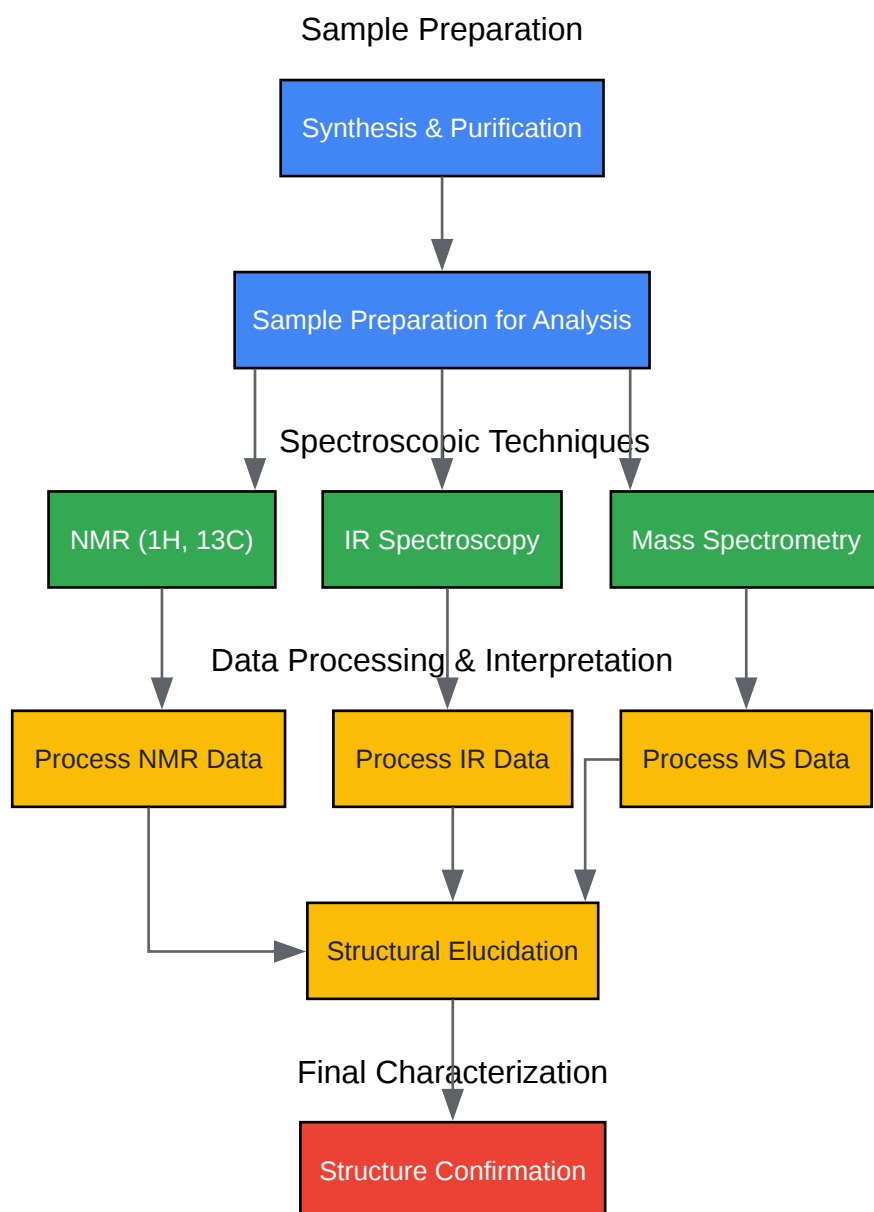 Sample Preparation
Synthesis & Purification
Sample Preparation for Analysis
Spectroscopic Techniques
NMR (1H, 13C)
IR Spectroscopy
Mass Spectrometry
Data Processing & Interpretation
Process NMR Data
Process IR Data
Process MS Data
Structural Elucidation
Final Characterization
Structure Confirmation